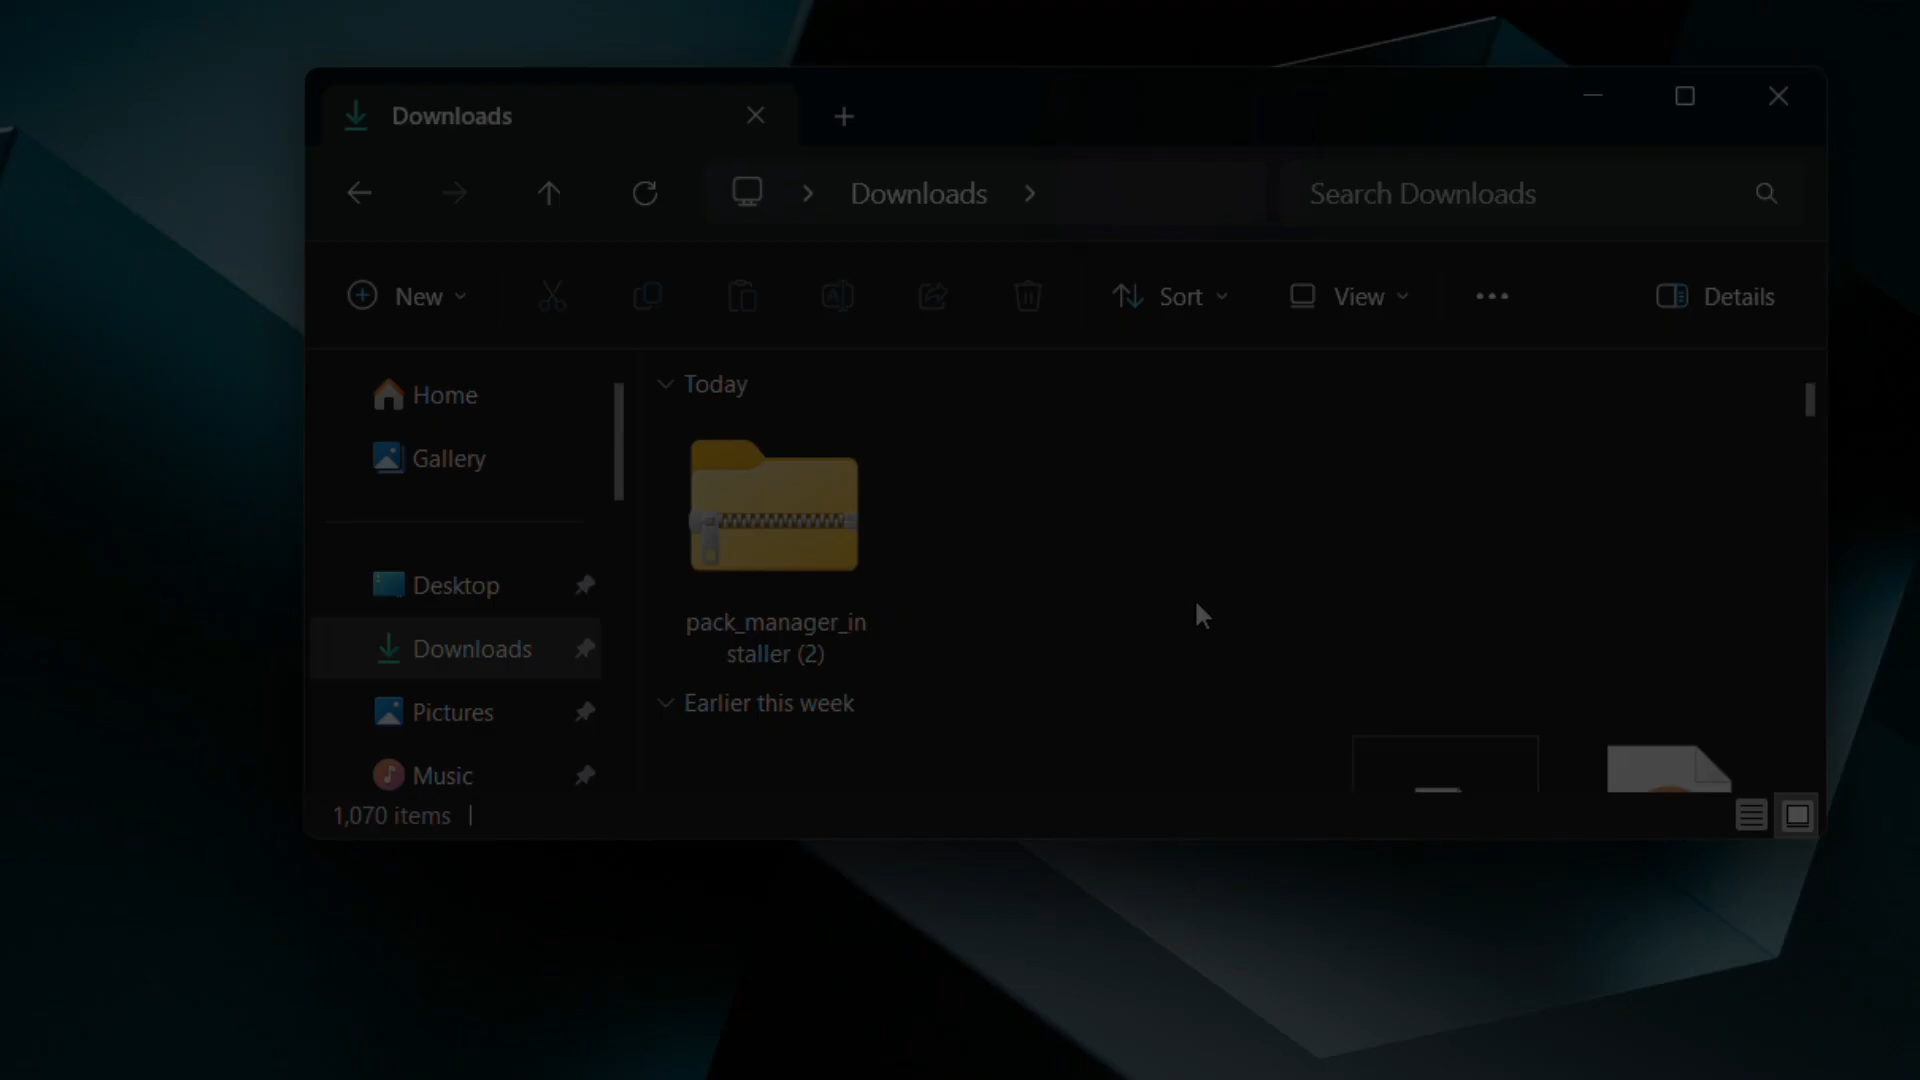 Downloads
Downloads
Search Downloads
New
Sort
View
Details
Home
Gallery
Desktop
Downloads
Pictures
Music
Today
pack_manager_in
staller (2)
Earlier this week
1,070 items